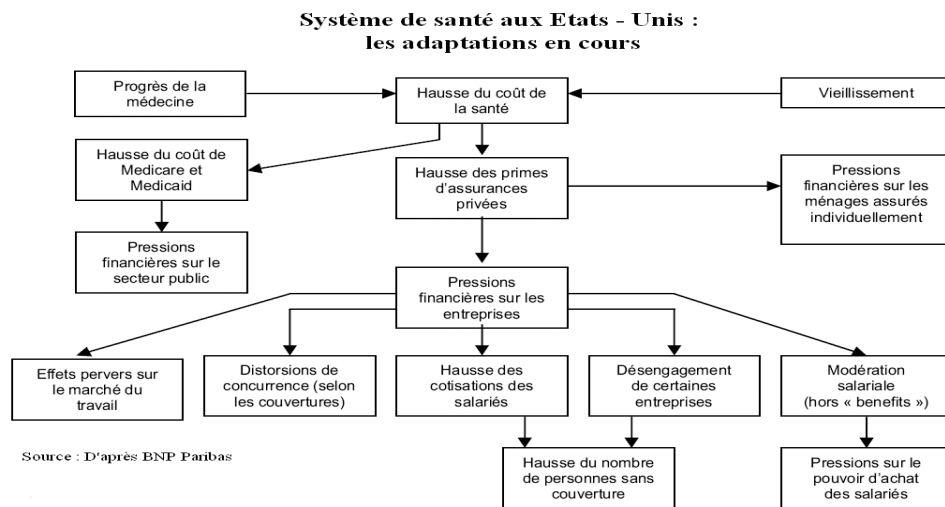 Système de santé aux Etats - Unis :
les adaptations en cours
Progrès de la
médecine
Hausse du coût de
la santé
Vieillissement
Hausse du coût de
Medicare et
Medicaid
Hausse des primes
d'assurances
privées
Pressions
financières sur les
ménages assurés
individuellement
Pressions
financières sur le
secteur public
Pressions
financières sur les
entreprises
Effets pervers sur
le marché du
travail
Distorsions de
concurrence (selon
les couvertures)
Hausse des
cotisations des
salariés
Désengagement
de certaines
entreprises
Modération
salariale
(hors « benefits »)
Source : D'après BNP Paribas
Hausse du nombre
de personnes sans
couverture
Pressions sur le
pouvoir d'achat
des salariés